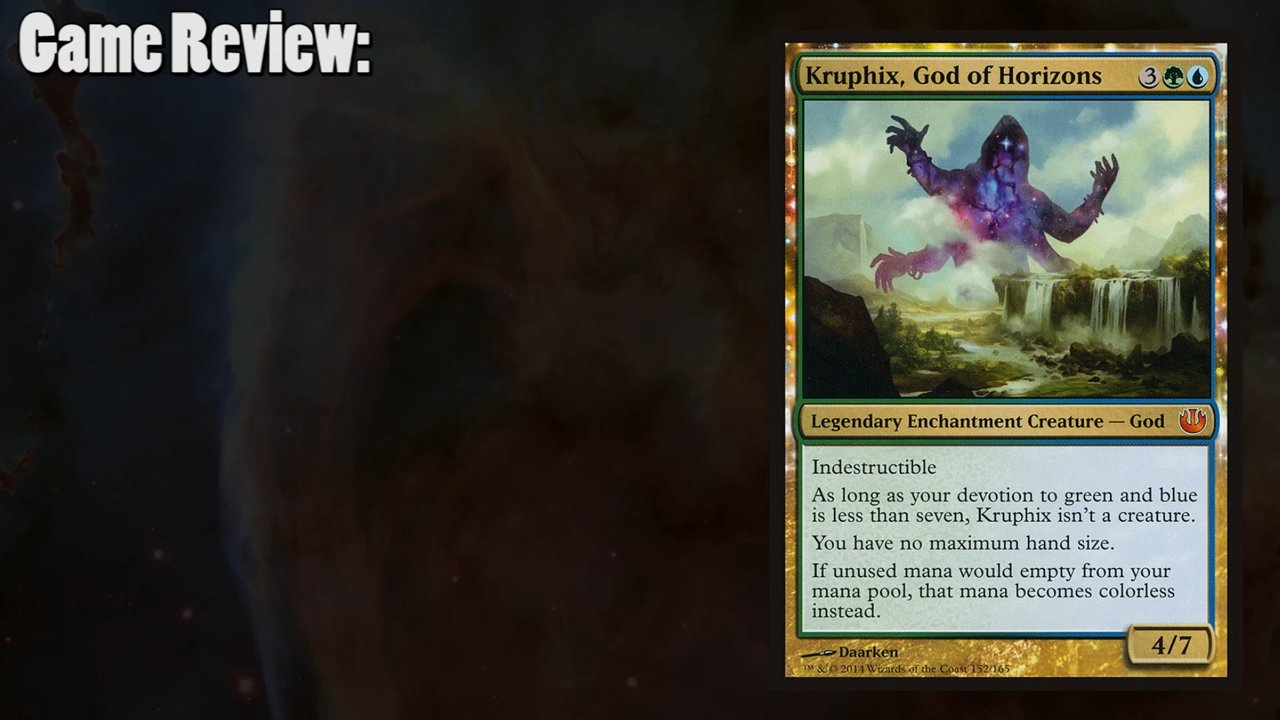 Game Review:
Kruphix, God of Horizons 3
Legendary Enchantment Creature — God
Indestructible
As long as your devotion to green and blue
is less than seven, Kruphix isn't a creature.
You have no maximum hand size.
If unused mana would empty from your
mana pool, that mana becomes colorless
instead.
4/7
Daarken
™ & © 2014 Wizards of the Coast 152/165